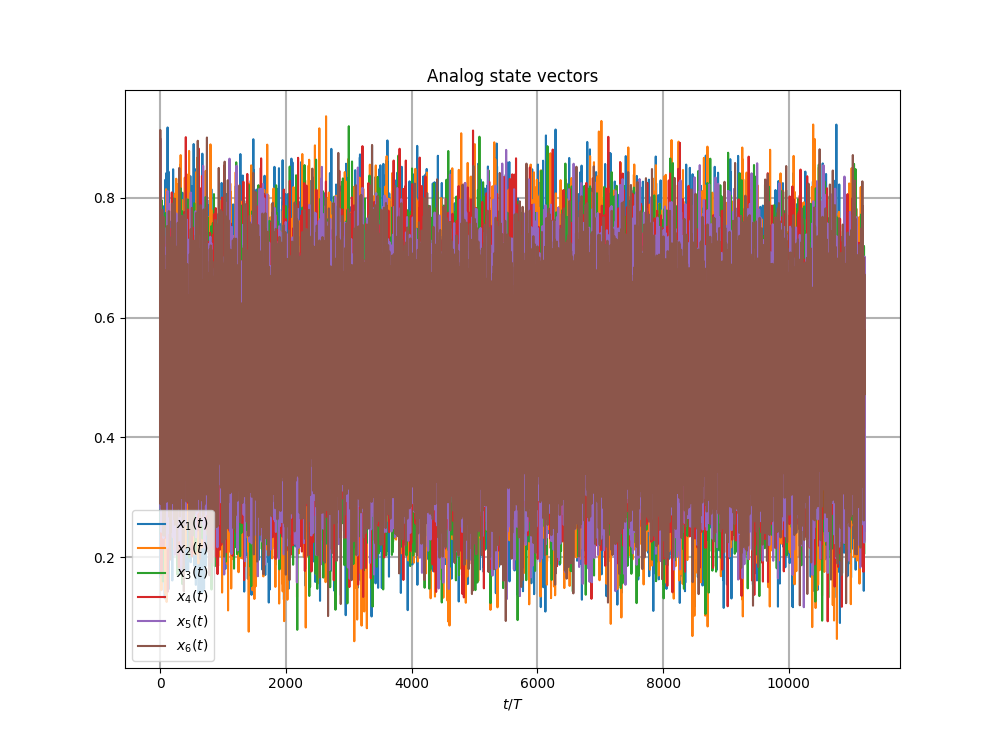 Analog state vectors
0.8
0.6
0.4
0.2
x₁(t)
x₂(t)
x₃(t)
x₄(t)
x₅(t)
x₆(t)
0 2000 4000 6000 8000 10000
t/T